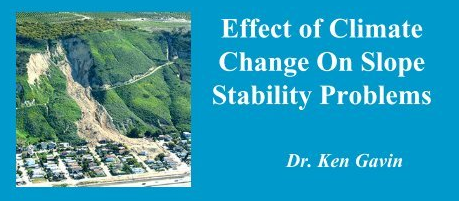 Effect of Climate
Change On Slope
Stability Problems
Dr. Ken Gavin